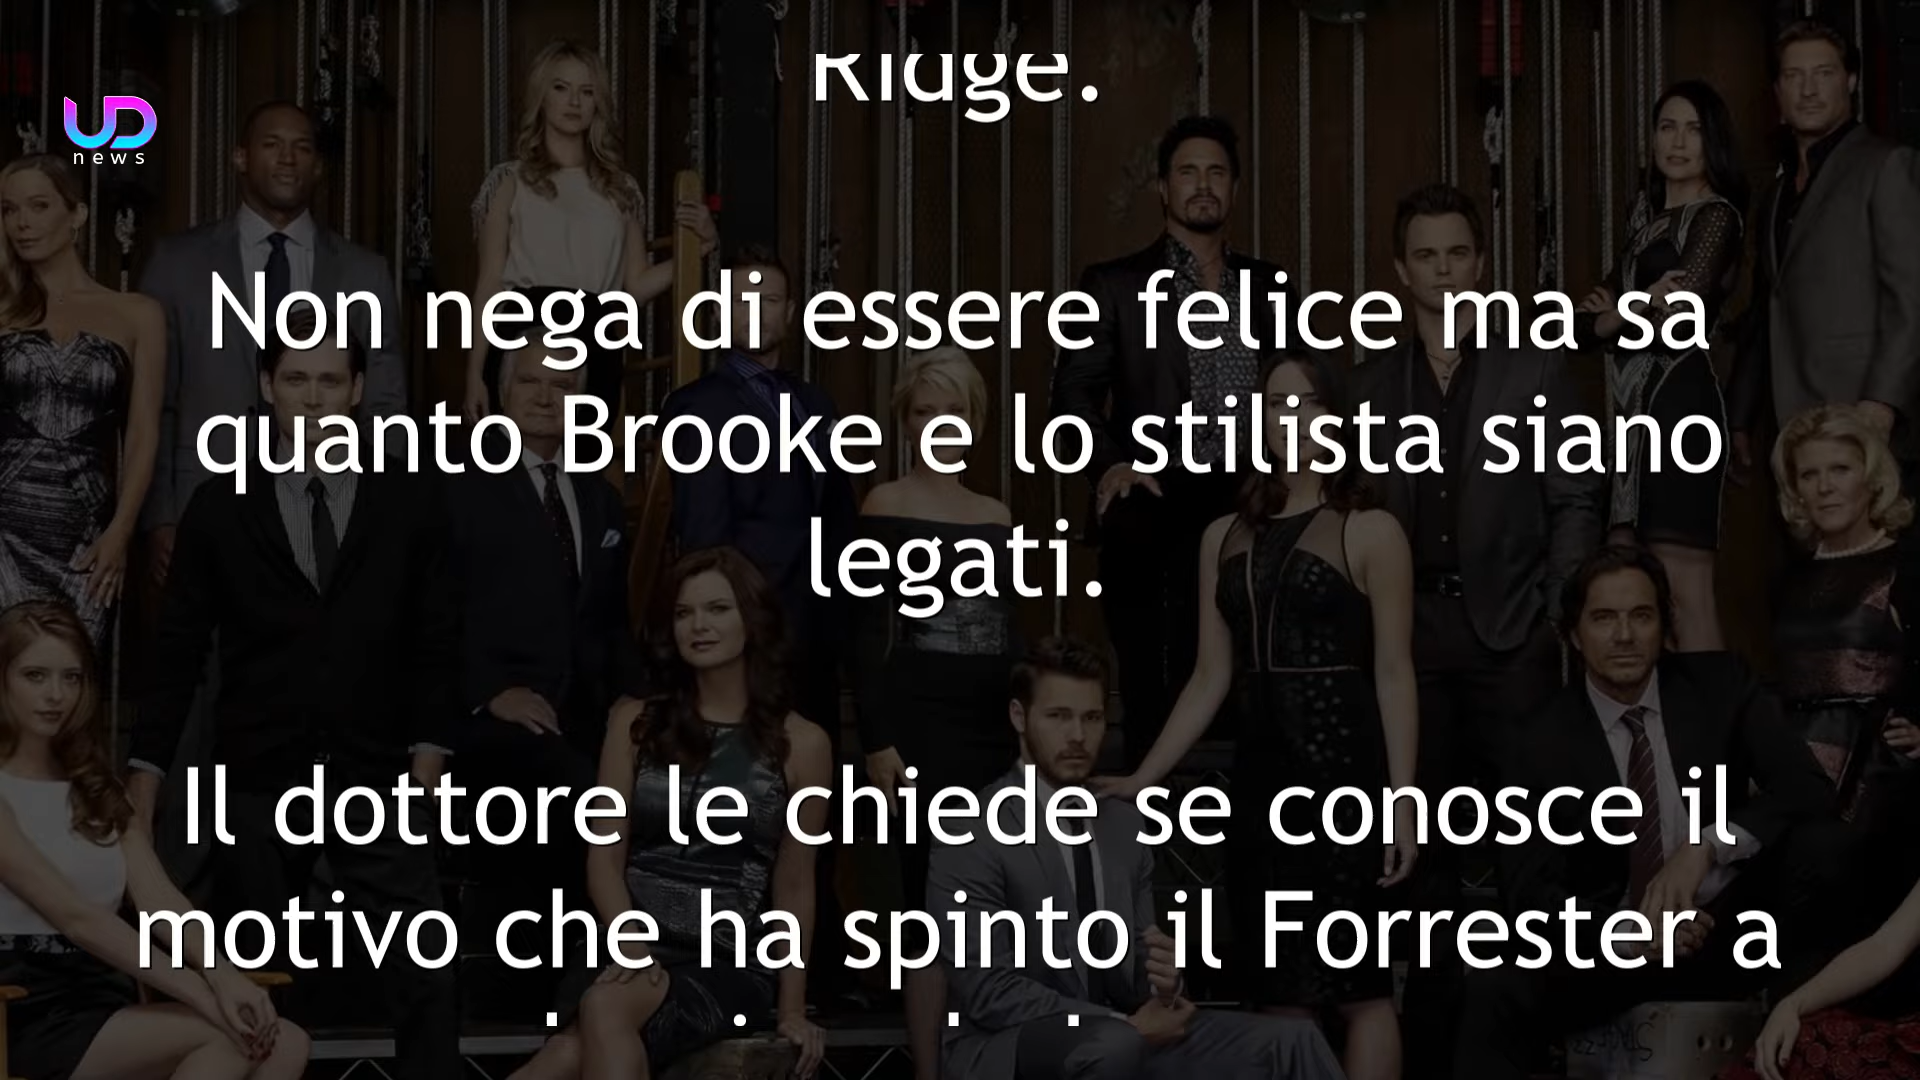 UD
news
Ridge.
Non nega di essere felice ma sa
quanto Brooke e lo stilista siano
legati.
Il dottore le chiede se conosce il
motivo che ha spinto il Forrester a